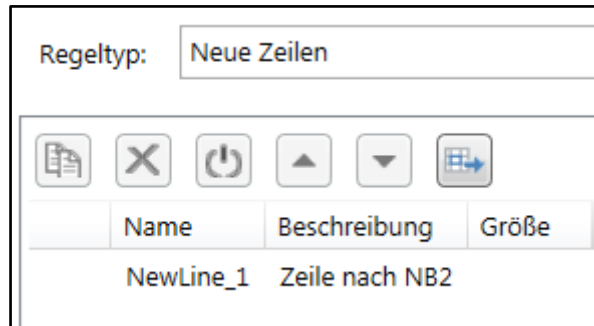 Regeltyp: Neue Zeilen
Name Beschreibung Größe
NewLine_1 Zeile nach NB2